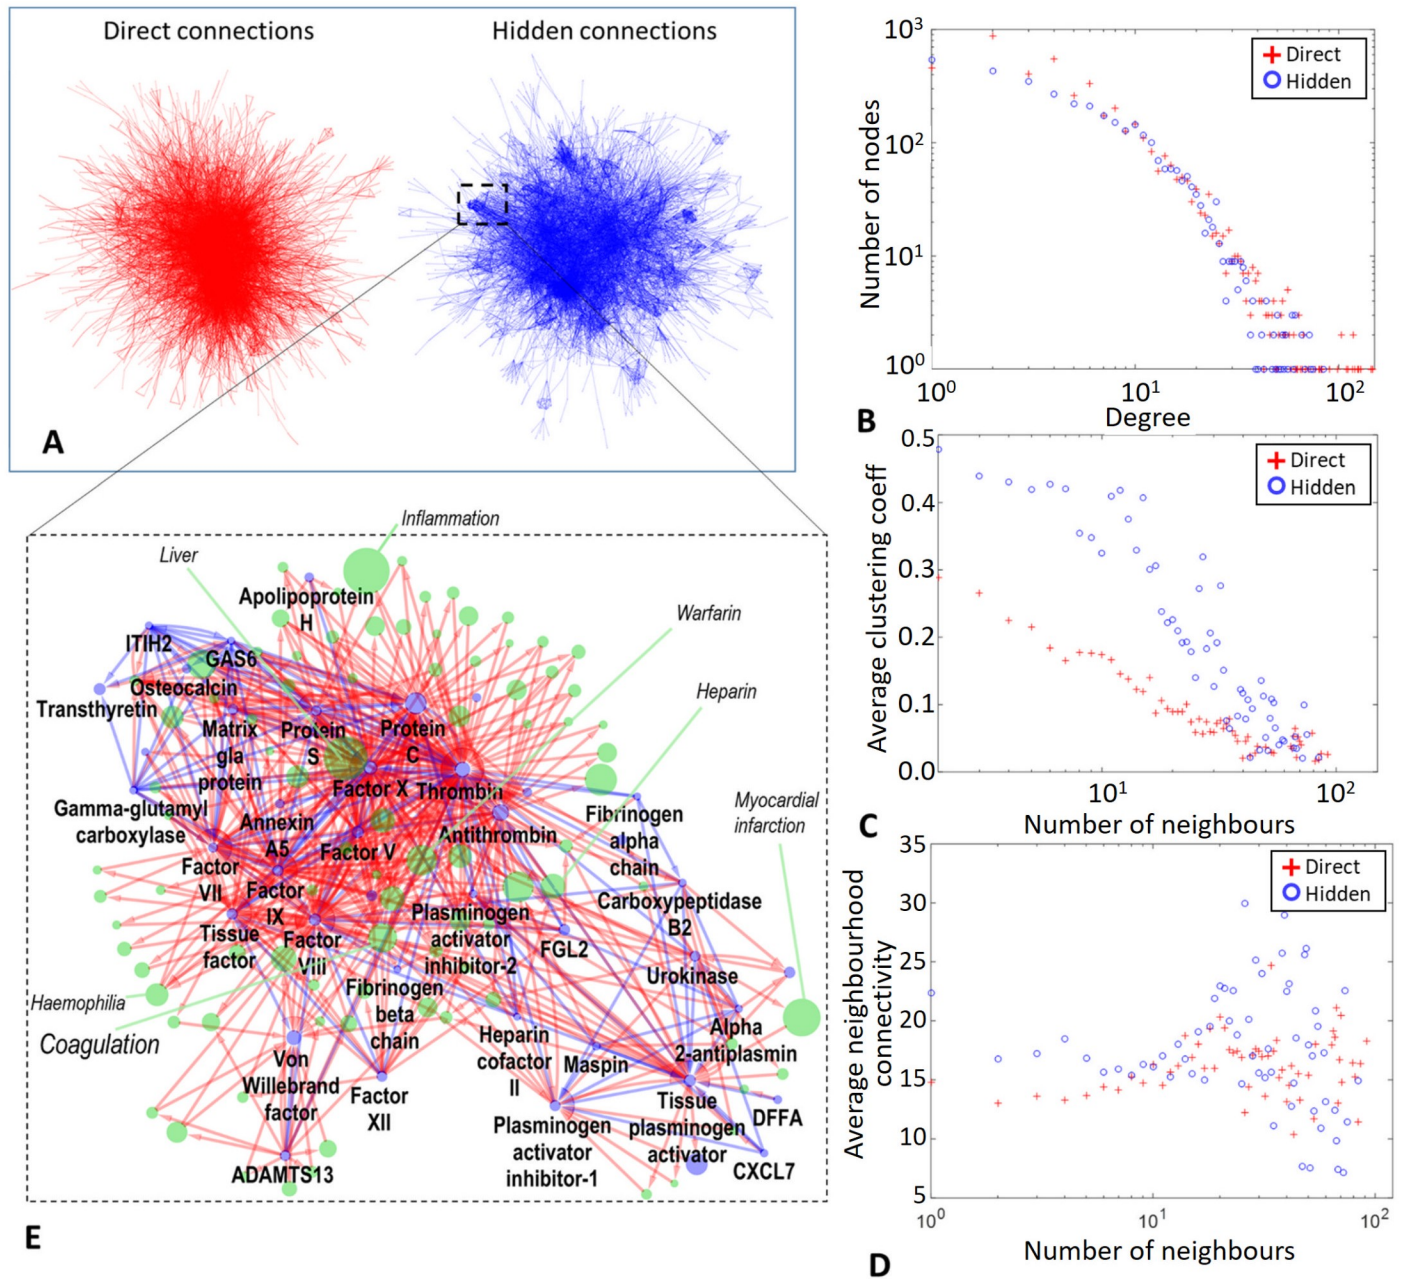 Direct connections
Hidden connections
A
10³
10²
10¹
10⁰
Number of nodes
Direct
Hidden
10⁰
10¹
10²
Degree
B
0.5
0.4
0.3
0.2
0.1
0.0
Average clustering coeff
Direct
Hidden
10¹
10²
Number of neighbours
C
35
30
25
20
15
10
5
Average neighbourhood
connectivity
Direct
Hidden
10⁰
10¹
10²
Number of neighbours
D
Inflammation
Liver
Warfarin
Heparin
Myocardial
infarction
Haemophilia
Coagulation
Apolipoprotein
H
ITIH2
GAS6
Osteocalcin
Transthyretin
Matrix
gla
protein
Protein
S
Protein
C
Factor X
Thrombin
Gamma-glutamyl
carboxylase
Annexin
A5
Factor V
Antithrombin
Fibrinogen
alpha
chain
Factor
VII
Factor
IX
Carboxypeptidase
B2
Tissue
factor
Factor
Viii
Plasminogen
activator
inhibitor-2
FGL2
Urokinase
Fibrinogen
beta
chain
Heparin
cofactor
II
Maspin
Alpha
2-antiplasmin
Von
Willebrand
factor
Factor
XII
Plasminogen
activator
inhibitor-1
Tissue
plasminogen
activator
DFFA
CXCL7
ADAMTS13
E